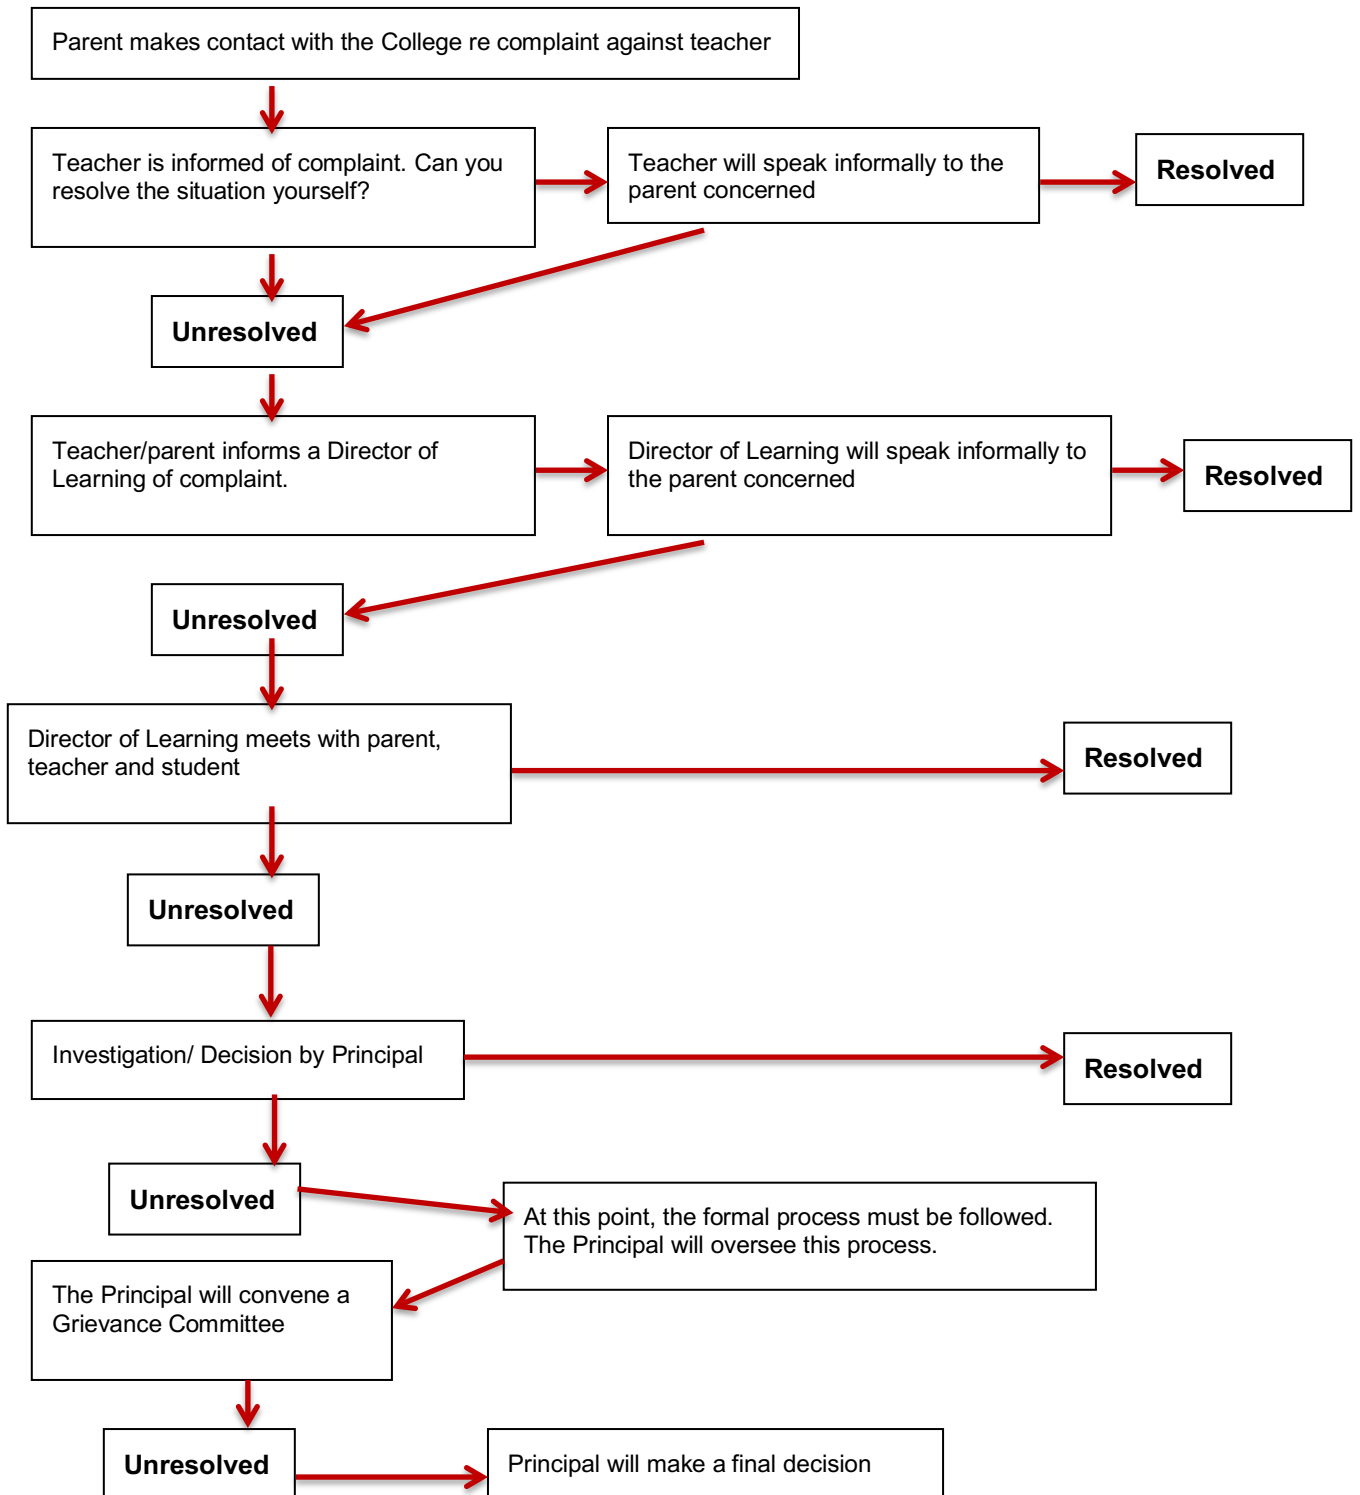 Parent makes contact with the College re complaint against teacher
Teacher is informed of complaint. Can you
resolve the situation yourself?
Teacher will speak informally to the
parent concerned
Resolved
Unresolved
Teacher/parent informs a Director of
Learning of complaint.
Director of Learning will speak informally to
the parent concerned
Resolved
Unresolved
Director of Learning meets with parent,
teacher and student
Resolved
Unresolved
Investigation/ Decision by Principal
Resolved
Unresolved
At this point, the formal process must be followed.
The Principal will oversee this process.
The Principal will convene a
Grievance Committee
Unresolved
Principal will make a final decision